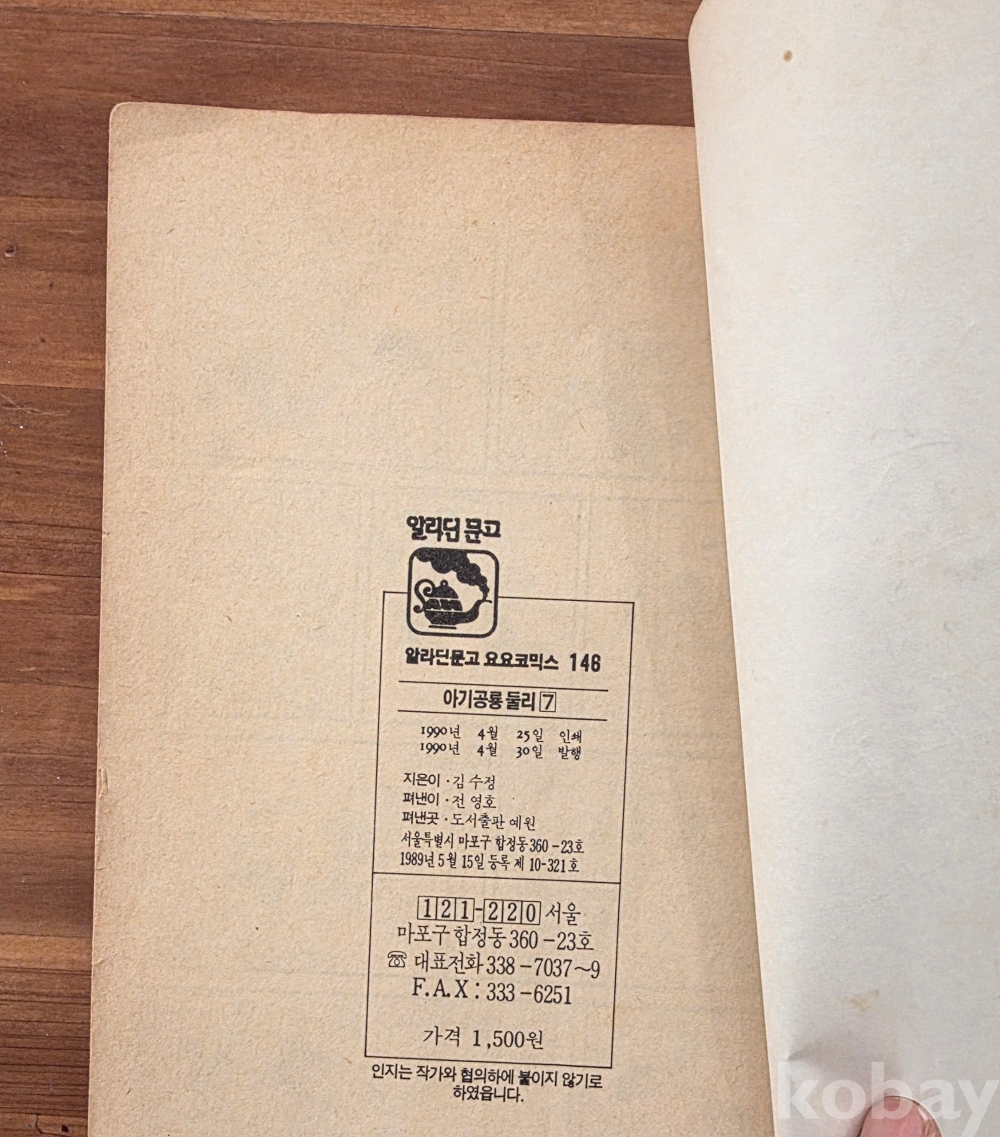 알라딘 문고
알라딘문고 요요코믹스 146
아기공룡 둘리 7
1990년 4월 25일 인쇄
1990년 4월 30일 발행
지은이 · 김 수정
펴낸이 · 전 영호
펴낸곳 · 도서출판 예원
서울특별시 마포구 합정동 360-23호
1989년 5월 15일 등록 제 10-321호
121-220 서울
마포구 합정동 360-23호
☎ 대표전화 338-7037~9
F.A.X : 333-6251
가격 1,500원
인지는 작가와 협의하에 붙이지 않기로
하였읍니다.
kobay